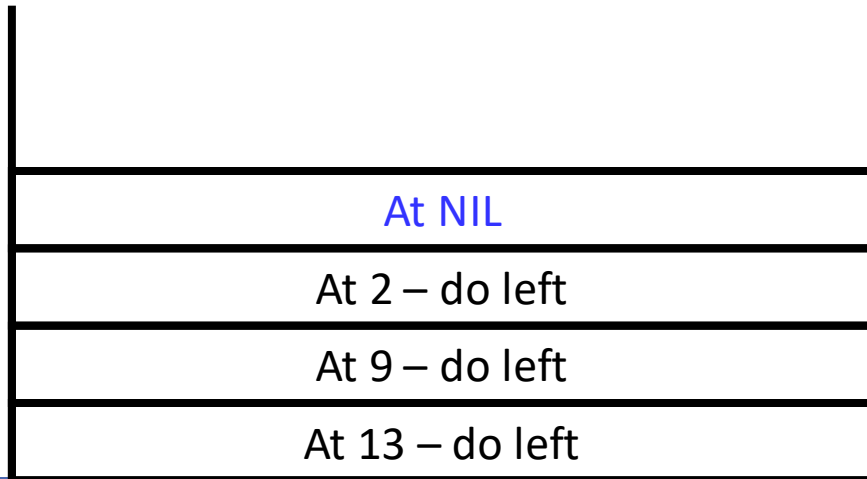 At NIL
At 2 – do left
At 9 – do left
At 13 – do left